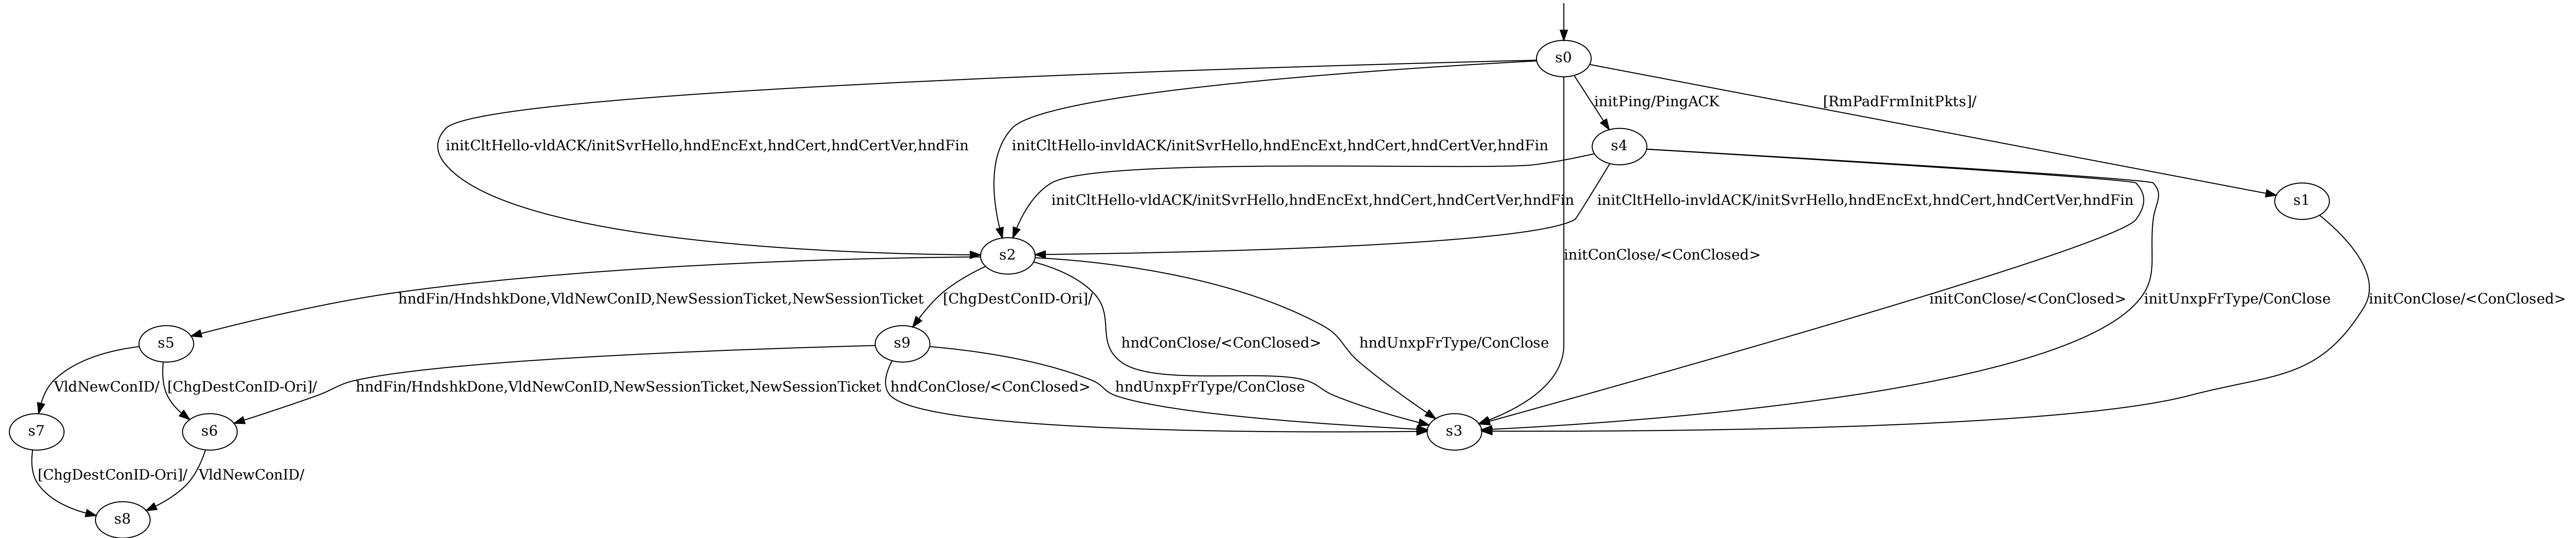 s0
initPing/PingACK
[RmPadFrmInitPkts]/
initCltHello-vldACK/initSvrHello,hndEncExt,hndCert,hndCertVer,hndFin
initCltHello-invldACK/initSvrHello,hndEncExt,hndCert,hndCertVer,hndFin
s4
initCltHello-vldACK/initSvrHello,hndEncExt,hndCert,hndCertVer,hndFin
initCltHello-invldACK/initSvrHello,hndEncExt,hndCert,hndCertVer,hndFin
s1
s2
initConClose/<ConClosed>
hndFin/HndshkDone,VldNewConID,NewSessionTicket,NewSessionTicket
[ChgDestConID-Ori]/
initConClose/<ConClosed>
initUnxpFrType/ConClose
initConClose/<ConClosed>
s5
s9
hndConClose/<ConClosed>
hndUnxpFrType/ConClose
VldNewConID/
[ChgDestConID-Ori]/
hndFin/HndshkDone,VldNewConID,NewSessionTicket,NewSessionTicket
hndConClose/<ConClosed>
hndUnxpFrType/ConClose
s7
s6
s3
[ChgDestConID-Ori]/
VldNewConID/
s8